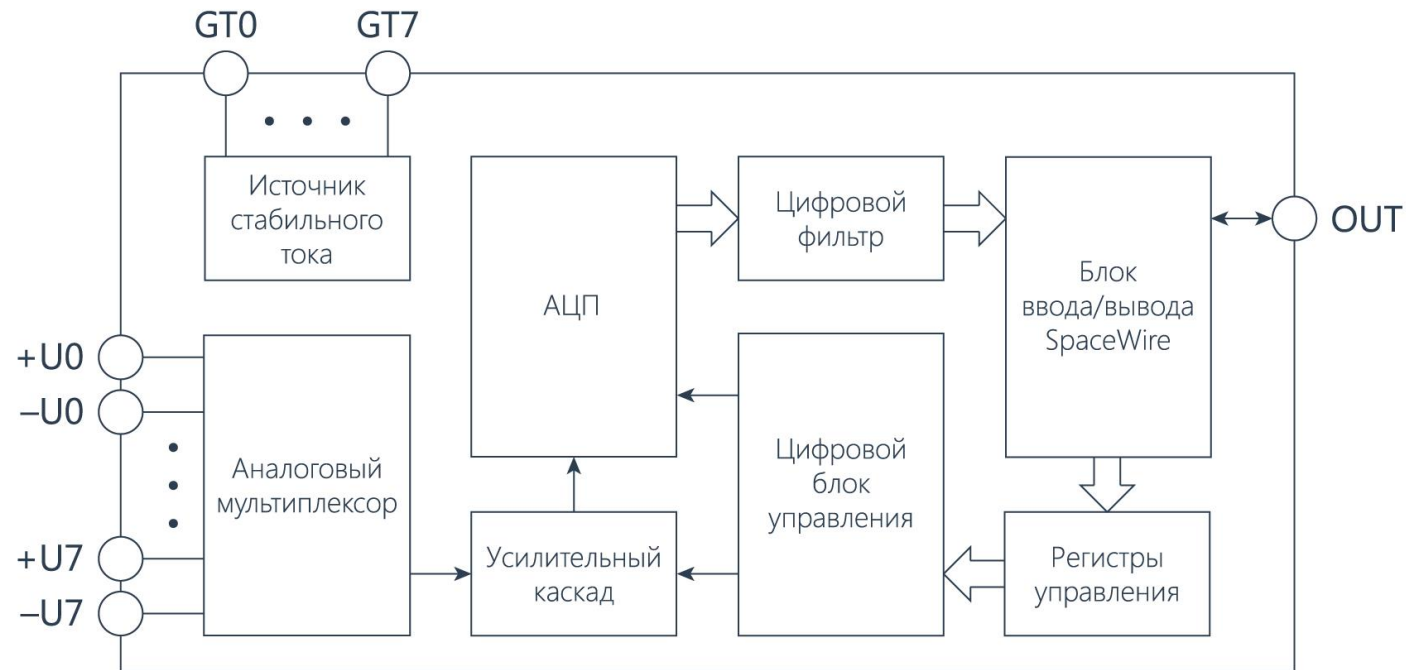 GT0
GT7
Источник
стабильного
тока
АЦП
Цифровой
фильтр
Блок
ввода/вывода
SpaceWire
OUT
+U0
–U0
+U7
–U7
Аналоговый
мультиплексор
Усилительный
каскад
Цифровой
блок
управления
Регистры
управления